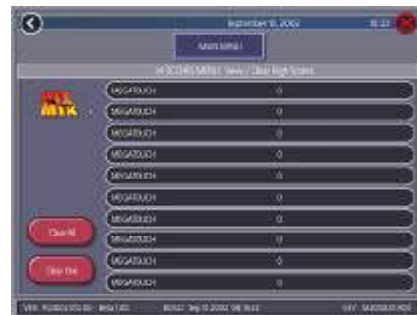 September 10, 2002
MAIN MENU
HI SCORES MENU: View / Clear High Scores
MIX
MEGATOUCH 0
MEGATOUCH 0
MEGATOUCH 0
MEGATOUCH 0
MEGATOUCH 0
MEGATOUCH 0
MEGATOUCH 0
MEGATOUCH 0
MEGATOUCH 0
MEGATOUCH 0
Clear All
Clear One